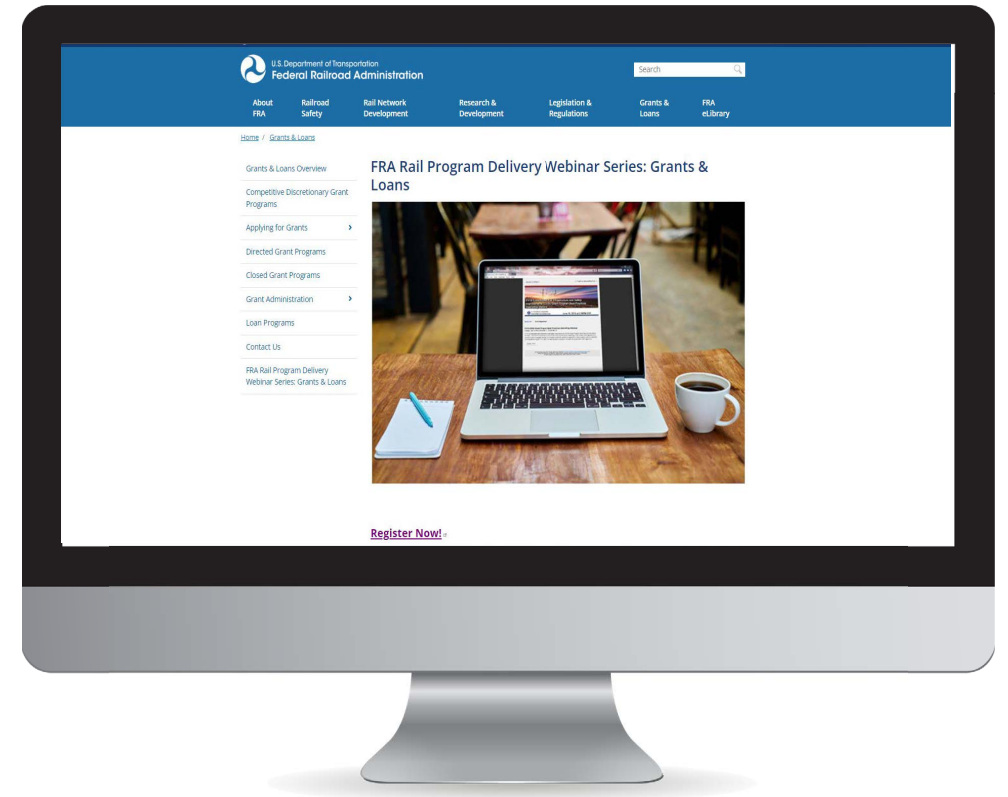 U.S. Department of Transportation
Federal Railroad Administration
Search
About
FRA
Railroad
Safety
Rail Network
Development
Research &
Development
Legislation &
Regulations
Grants &
Loans
FRA
eLibrary
Home / Grants & Loans
Grants & Loans Overview
Competitive Discretionary Grant
Programs
Applying for Grants
Directed Grant Programs
Closed Grant Programs
Grant Administration
Loan Programs
Contact Us
FRA Rail Program Delivery
Webinar Series: Grants & Loans
FRA Rail Program Delivery Webinar Series: Grants &
Loans
Register Now!